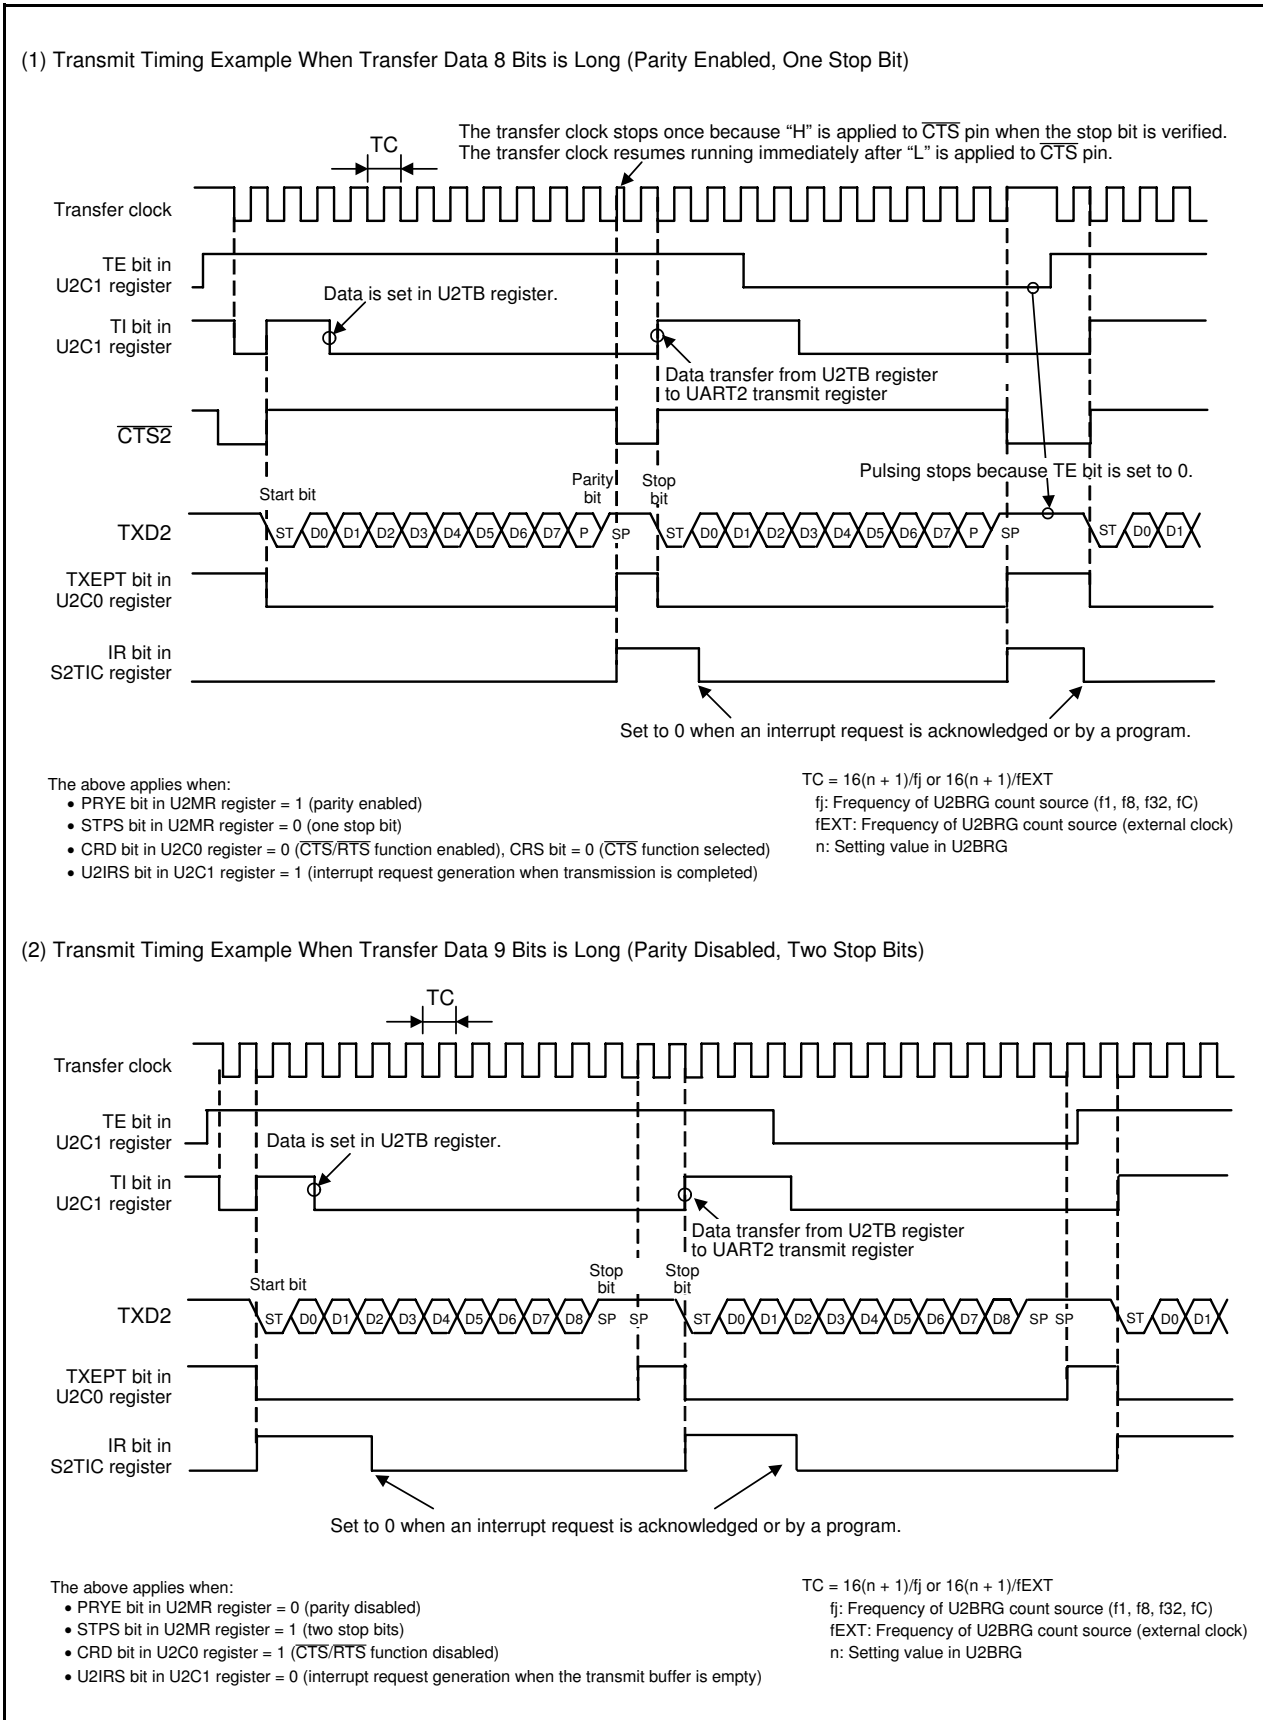 (1) Transmit Timing Example When Transfer Data 8 Bits is Long (Parity Enabled, One Stop Bit)
The transfer clock stops once because “H” is applied to CTS pin when the stop bit is verified.
The transfer clock resumes running immediately after “L” is applied to CTS pin.
TC
Transfer clock
TE bit in
U2C1 register
Data is set in U2TB register.
TI bit in
U2C1 register
Data transfer from U2TB register
to UART2 transmit register
CTS2
Pulsing stops because TE bit is set to 0.
Start bit
Parity
bit
Stop
bit
TXD2
ST D0 D1 D2 D3 D4 D5 D6 D7 P SP ST D0 D1 D2 D3 D4 D5 D6 D7 P SP ST D0 D1
TXEPT bit in
U2C0 register
IR bit in
S2TIC register
Set to 0 when an interrupt request is acknowledged or by a program.
The above applies when:
• PRYE bit in U2MR register = 1 (parity enabled)
• STPS bit in U2MR register = 0 (one stop bit)
• CRD bit in U2C0 register = 0 (CTS/RTS function enabled), CRS bit = 0 (CTS function selected)
• U2IRS bit in U2C1 register = 1 (interrupt request generation when transmission is completed)
TC = 16(n + 1)/fj or 16(n + 1)/fEXT
fj: Frequency of U2BRG count source (f1, f8, f32, fC)
fEXT: Frequency of U2BRG count source (external clock)
n: Setting value in U2BRG
(2) Transmit Timing Example When Transfer Data 9 Bits is Long (Parity Disabled, Two Stop Bits)
TC
Transfer clock
TE bit in
U2C1 register
Data is set in U2TB register.
TI bit in
U2C1 register
Data transfer from U2TB register
to UART2 transmit register
Start bit
Stop
bit
Stop
bit
TXD2
ST D0 D1 D2 D3 D4 D5 D6 D7 D8 SP SP ST D0 D1 D2 D3 D4 D5 D6 D7 D8 SP SP ST D0 D1
TXEPT bit in
U2C0 register
IR bit in
S2TIC register
Set to 0 when an interrupt request is acknowledged or by a program.
The above applies when:
• PRYE bit in U2MR register = 0 (parity disabled)
• STPS bit in U2MR register = 1 (two stop bits)
• CRD bit in U2C0 register = 1 (CTS/RTS function disabled)
• U2IRS bit in U2C1 register = 0 (interrupt request generation when the transmit buffer is empty)
TC = 16(n + 1)/fj or 16(n + 1)/fEXT
fj: Frequency of U2BRG count source (f1, f8, f32, fC)
fEXT: Frequency of U2BRG count source (external clock)
n: Setting value in U2BRG